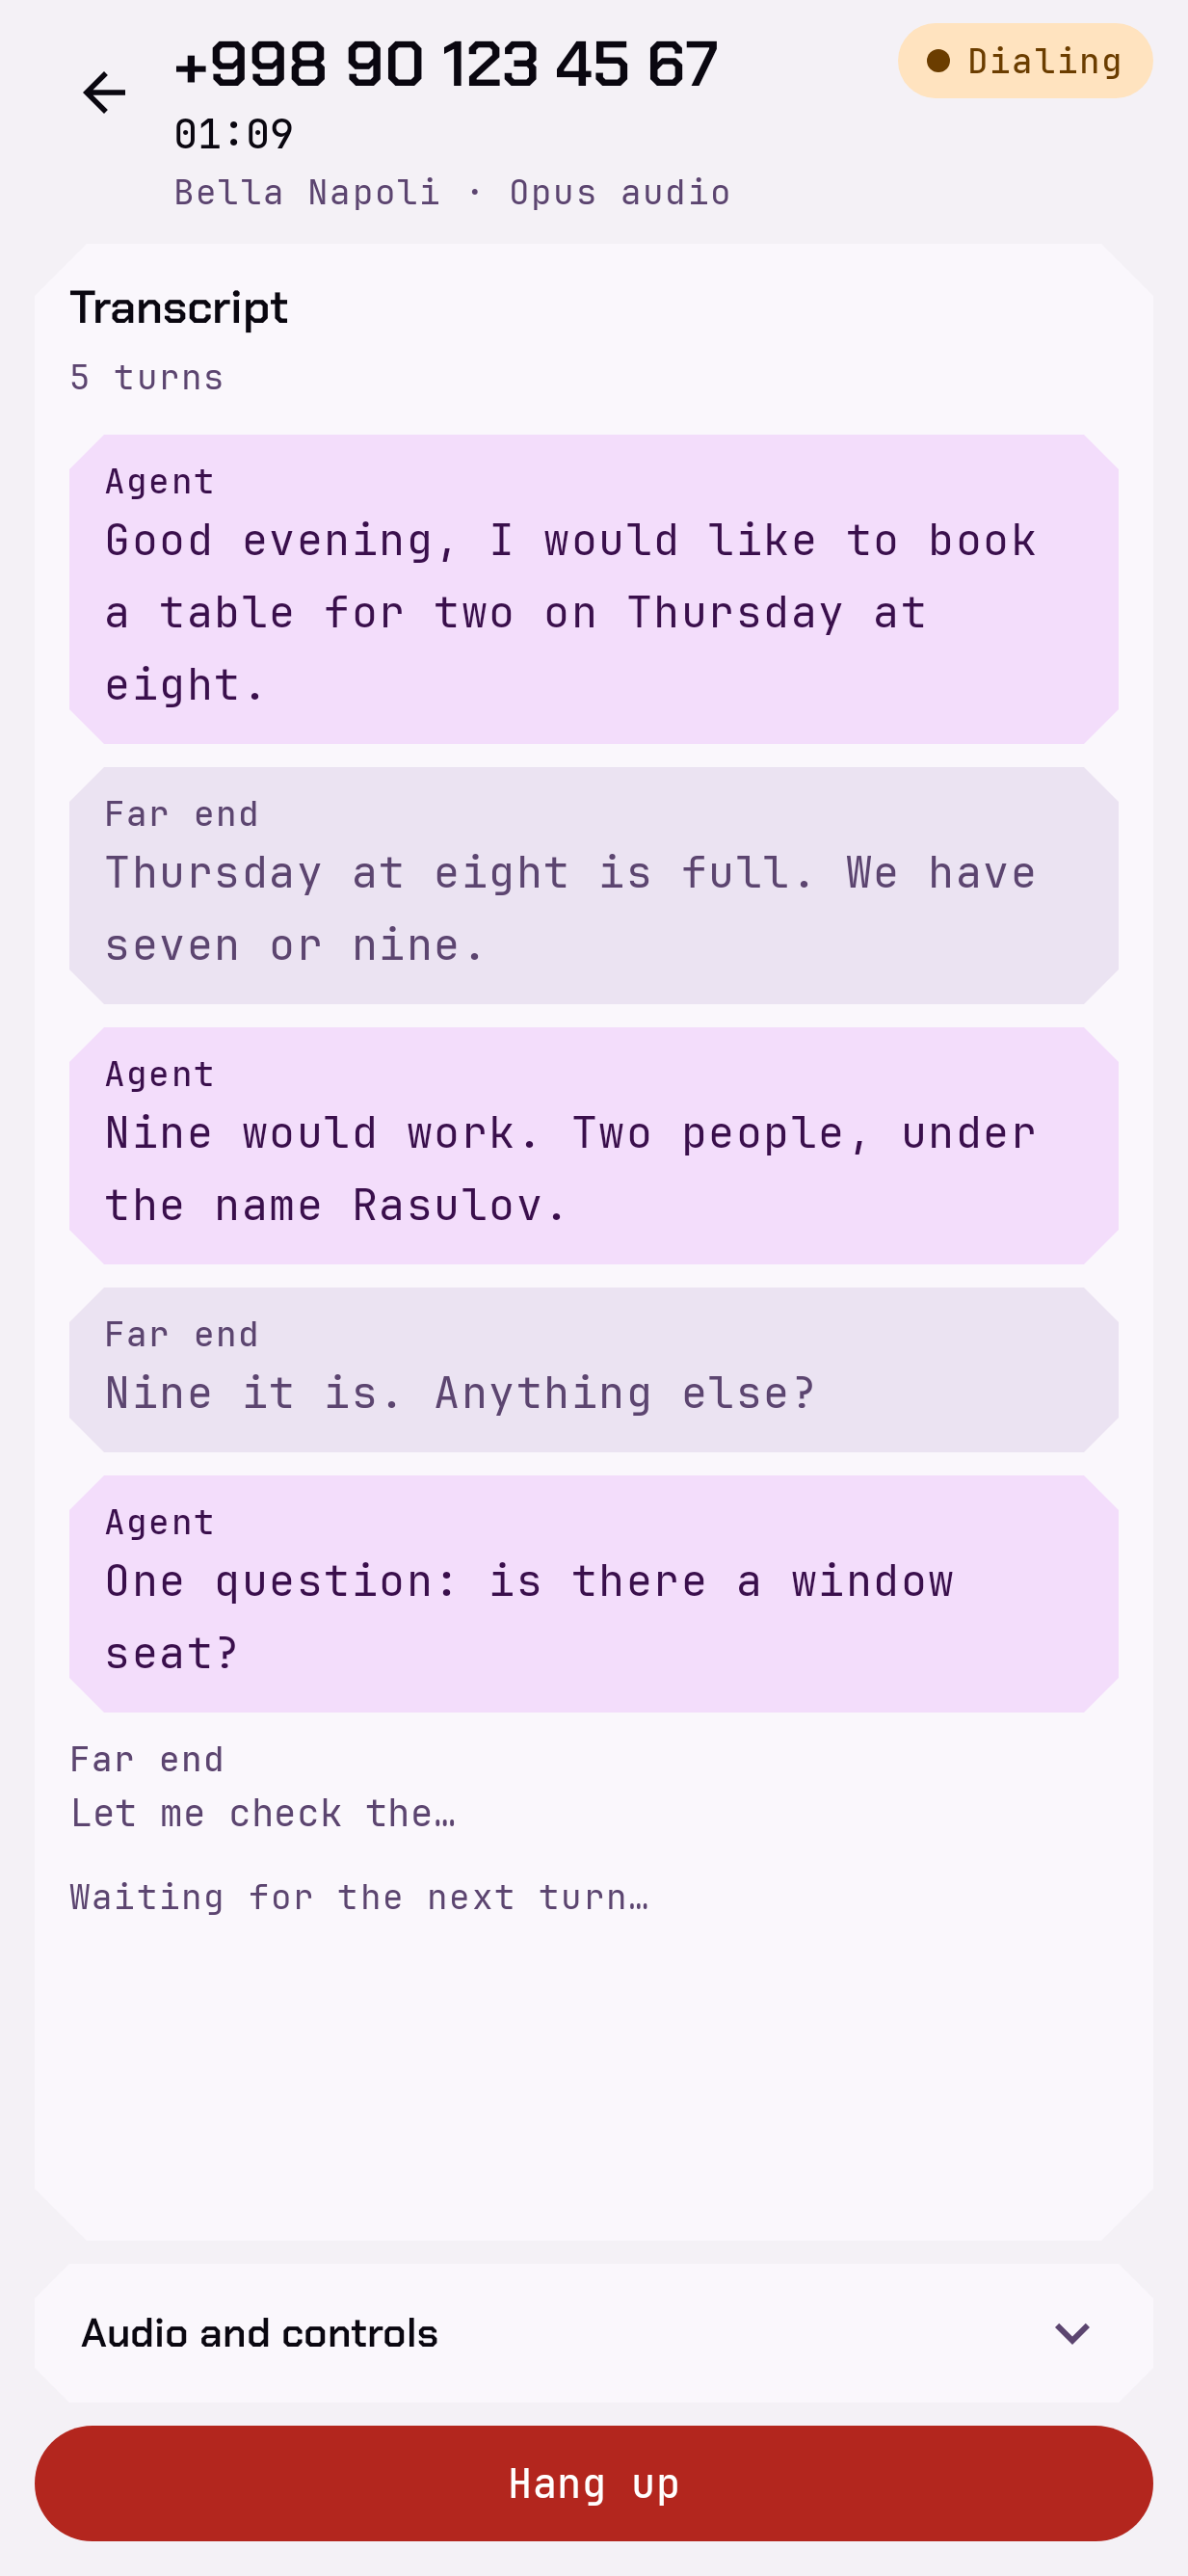 +998 90 123 45 67
Dialing
01:09
Bella Napoli · Opus audio
Transcript
5 turns
Agent
Good evening, I would like to book
a table for two on Thursday at
eight.
Far end
Thursday at eight is full. We have
seven or nine.
Agent
Nine would work. Two people, under
the name Rasulov.
Far end
Nine it is. Anything else?
Agent
One question: is there a window
seat?
Far end
Let me check the…
Waiting for the next turn…
Audio and controls
Hang up